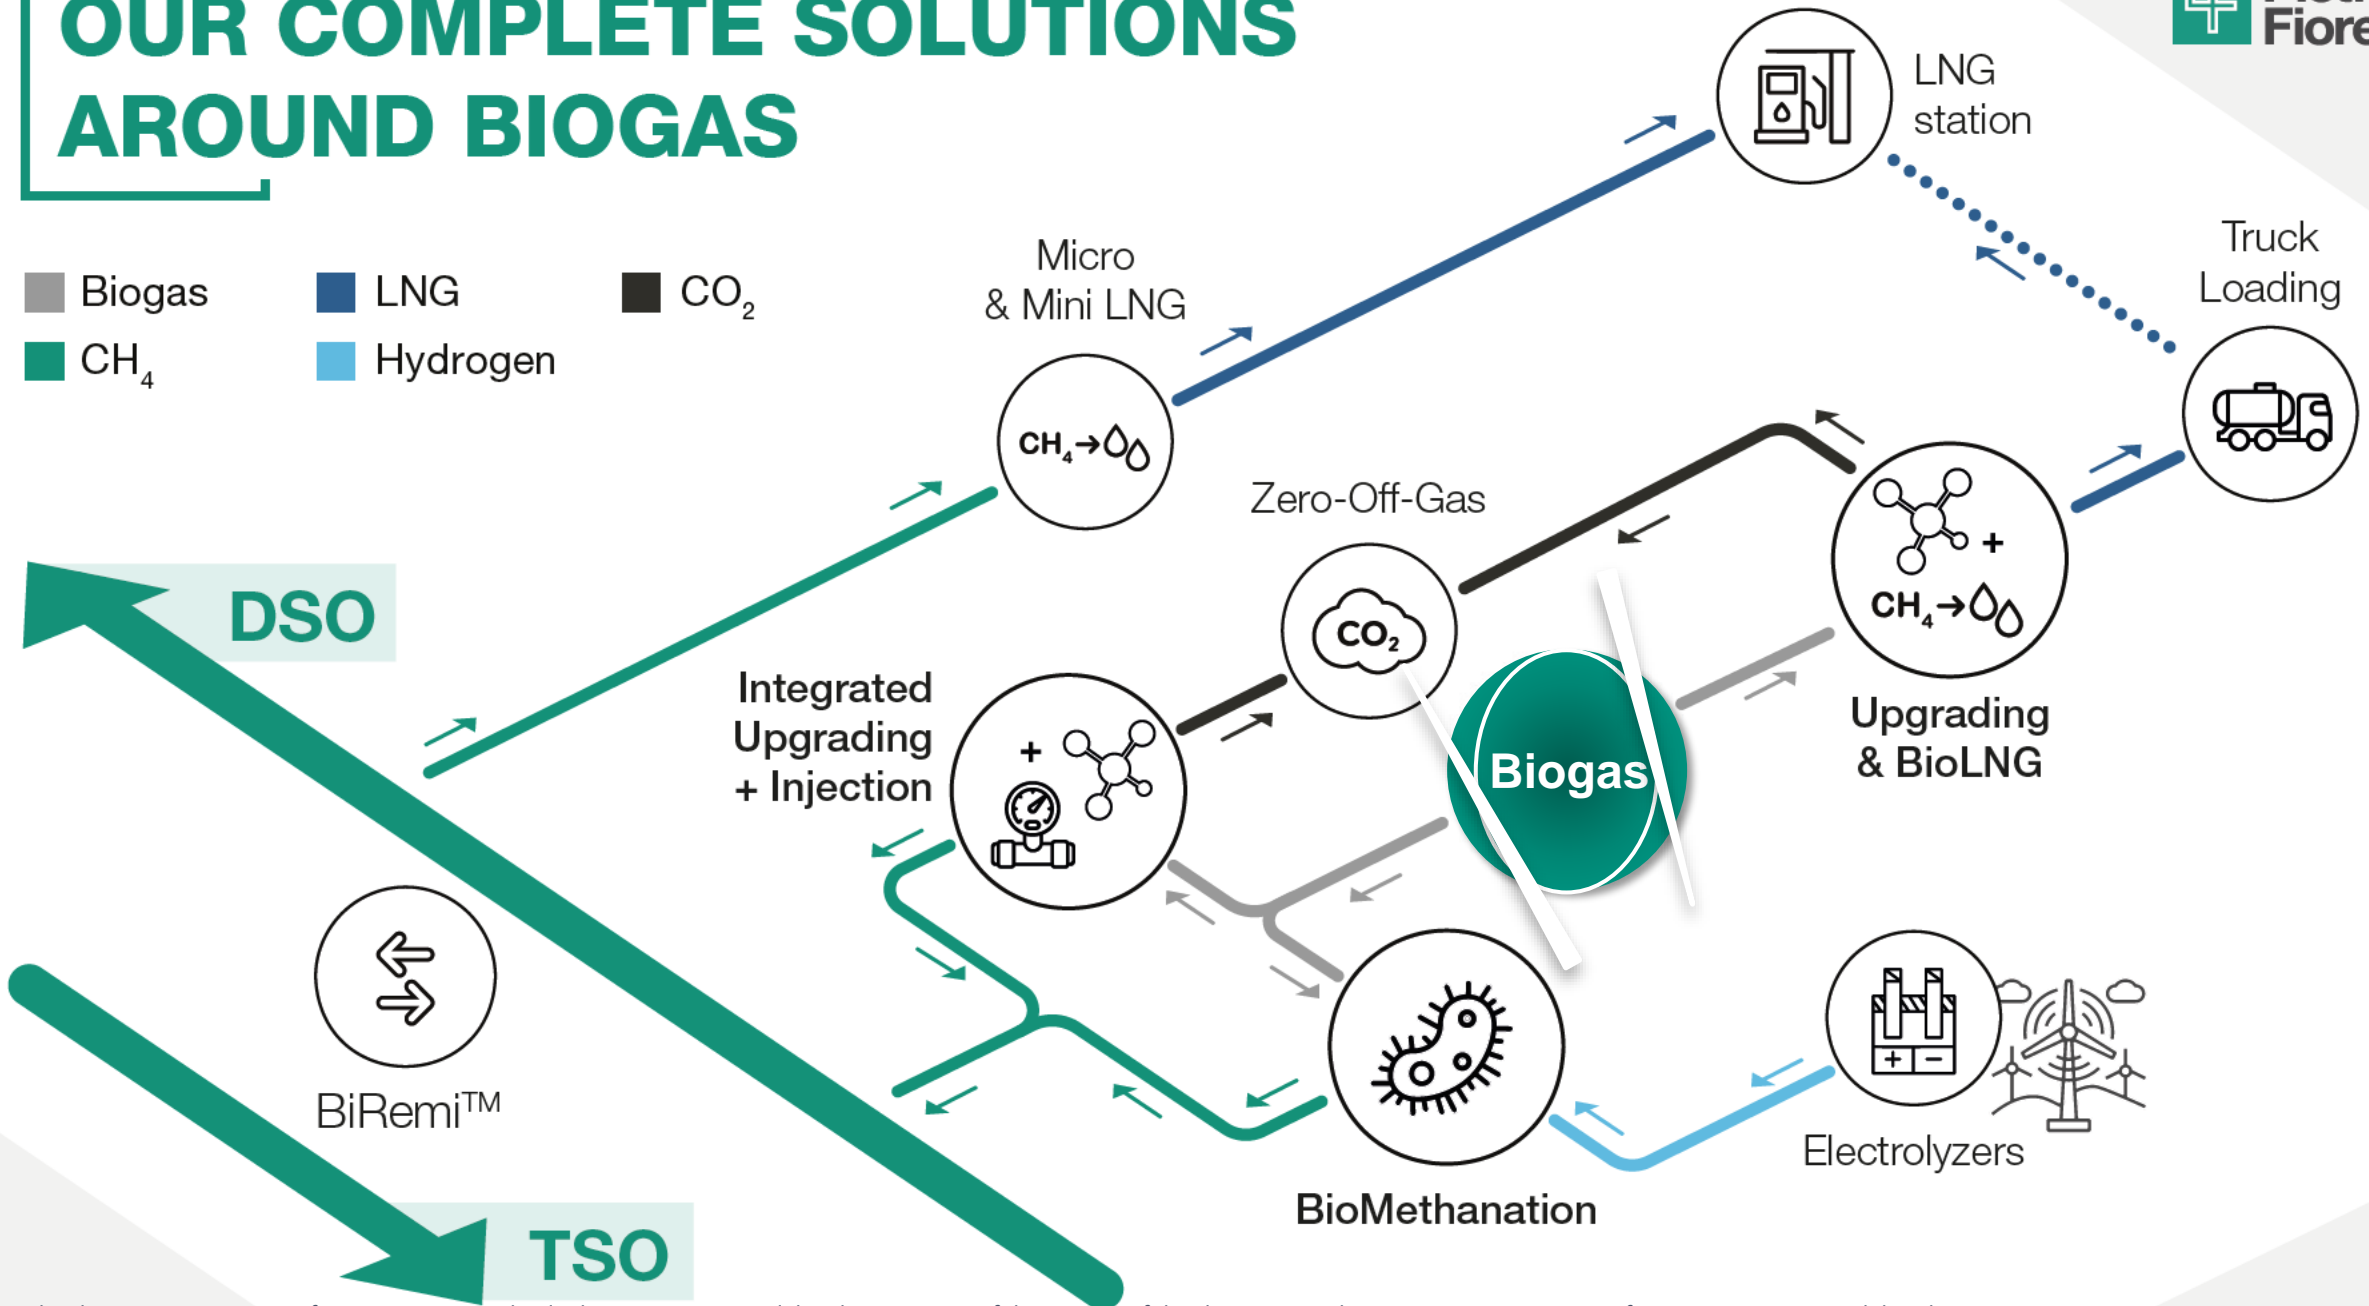 OUR COMPLETE SOLUTIONS
AROUND BIOGAS
Fiore
LNG
station
Biogas
LNG
CO₂
CH₄
Hydrogen
Micro
& Mini LNG
Truck
Loading
CH₄→
Zero-Off-Gas
CO₂
+
CH₄→
DSO
Integrated
Upgrading
+ Injection
+
Biogas
Upgrading
& BioLNG
BiRemi™
+ −
Electrolyzers
BioMethanation
TSO